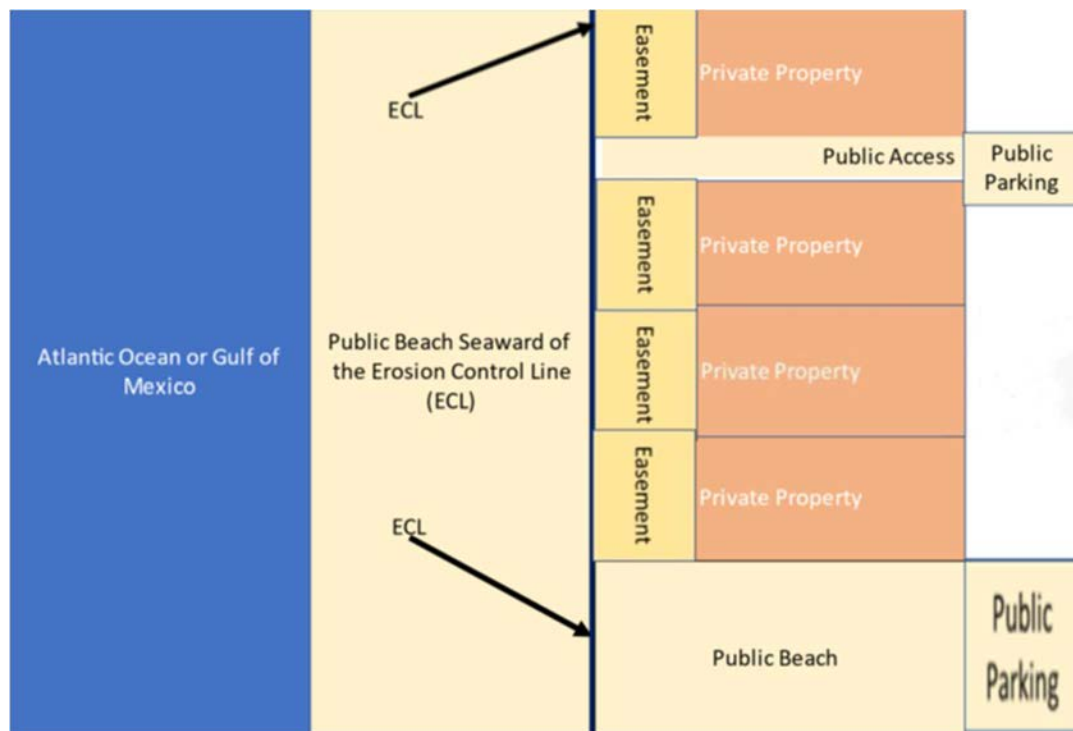 ECL
Easement
Private Property
Public Access
Public
Parking
Easement
Private Property
Atlantic Ocean or Gulf of
Mexico
Public Beach Seaward of
the Erosion Control Line
(ECL)
Easement
Private Property
Easement
Private Property
ECL
Public Beach
Public
Parking